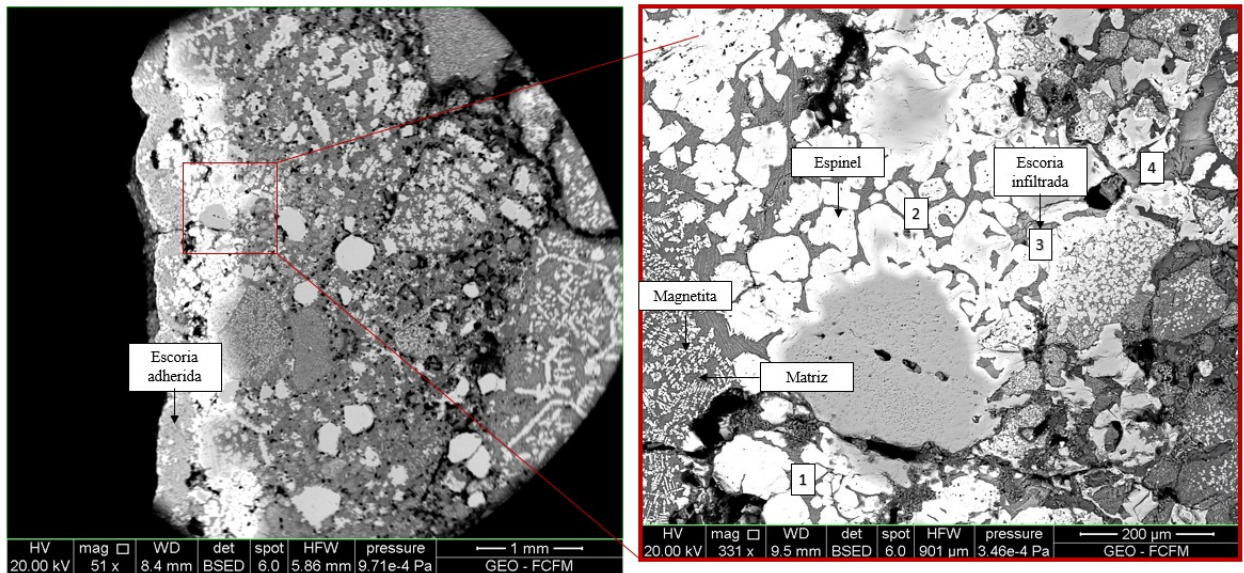 Escoria
adherida
HV mag □ WD det spot HFW pressure 1 mm
20.00 kV 51 x 8.4 mm BSED 6.0 5.86 mm 9.71e-4 Pa GEO - FCFM
Espinel
Escoria
infiltrada
4
2
3
Magnetita
Matriz
1
HV mag □ WD det spot HFW pressure 200 µm
20.00 kV 331 x 9.5 mm BSED 6.0 901 µm 3.46e-4 Pa GEO - FCFM